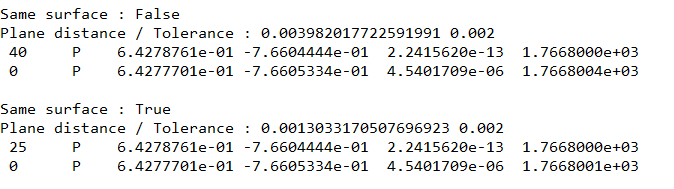 Same surface : False
Plane distance / Tolerance : 0.003982017722591991 0.002
40 P 6.4278761e-01 -7.6604444e-01 2.2415620e-13 1.7668000e+03
0 P 6.4277701e-01 -7.6605334e-01 4.5401709e-06 1.7668004e+03
Same surface : True
Plane distance / Tolerance : 0.0013033170507696923 0.002
25 P 6.4278761e-01 -7.6604444e-01 2.2415620e-13 1.7668000e+03
0 P 6.4277701e-01 -7.6605334e-01 4.5401709e-06 1.7668001e+03